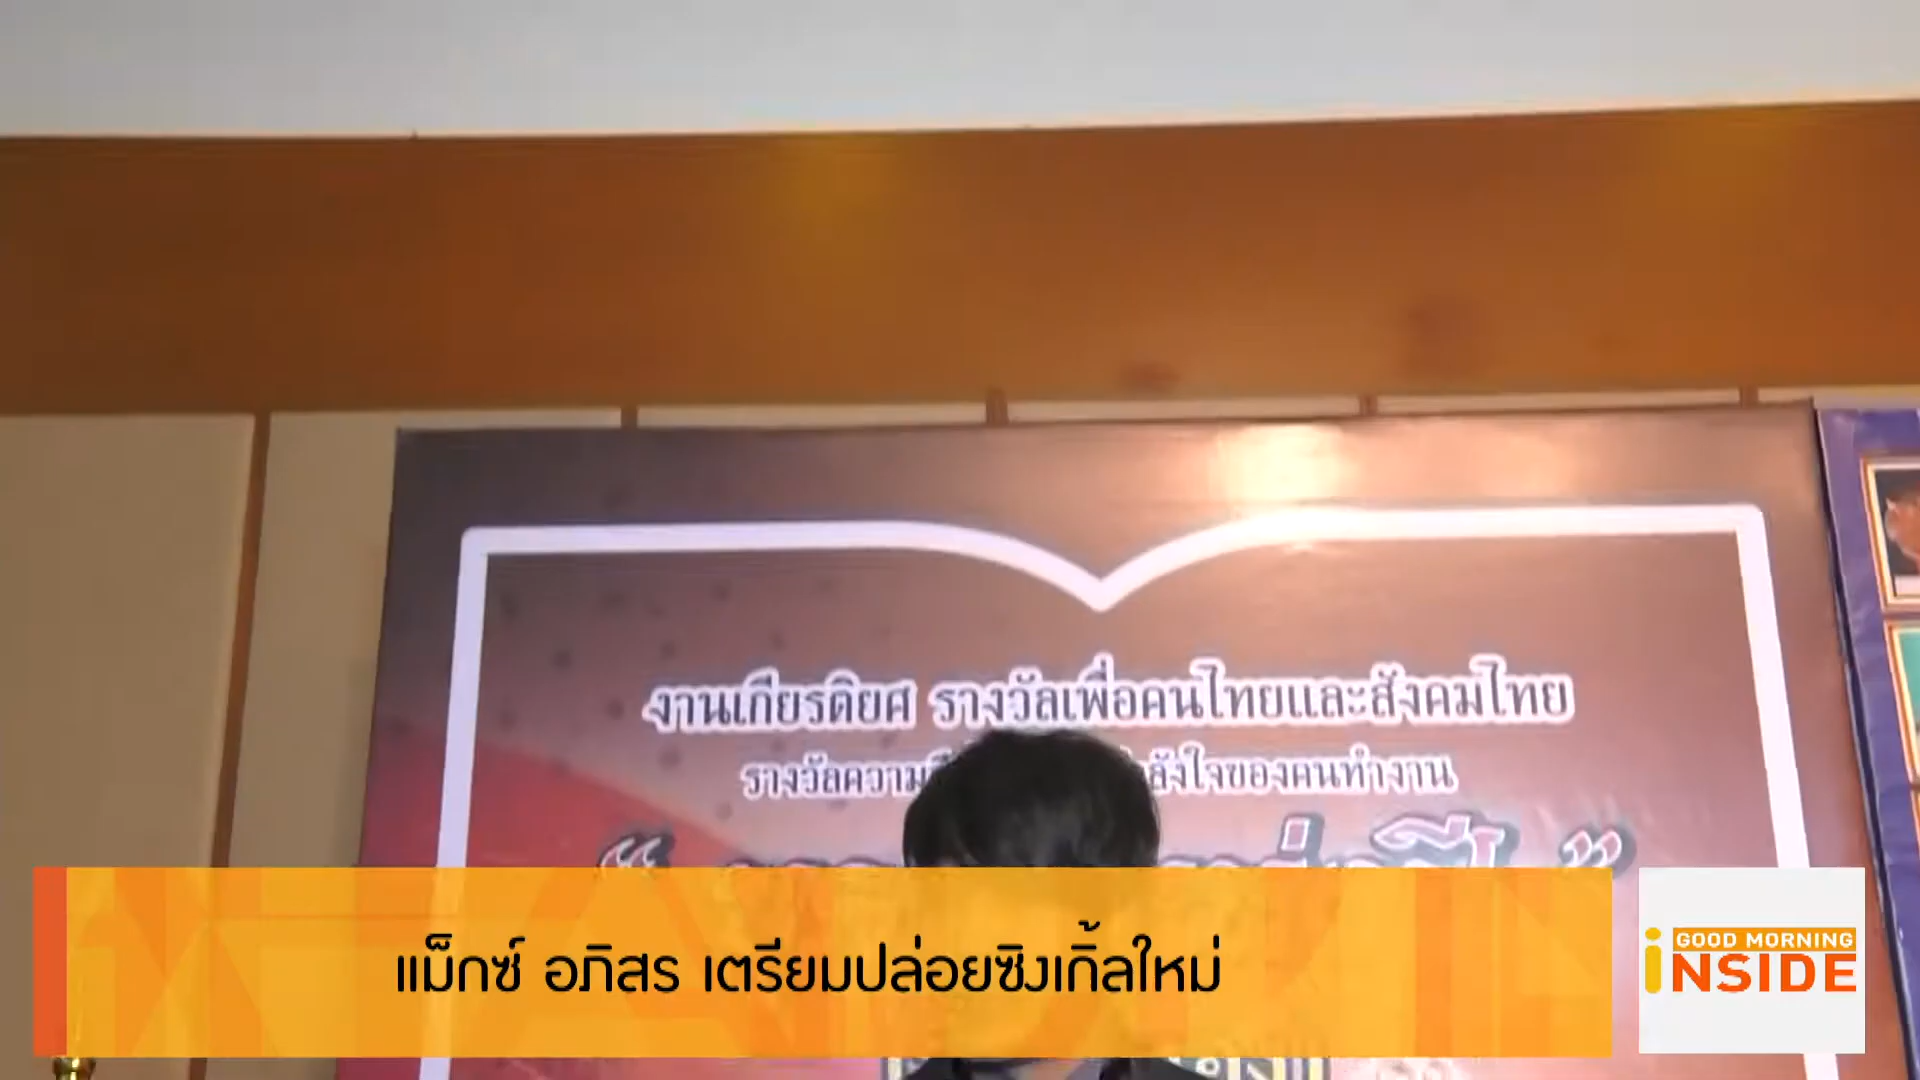 งานเกียรติยศ รางวัลเพื่อคนไทยและสังคมไทย
รางวัลความ ลังใจของคนทำงาน
แม็กซ์ อภิสร เตรียมปล่อยซิงเกิ้ลใหม่
GOOD MORNING
iNSIDE